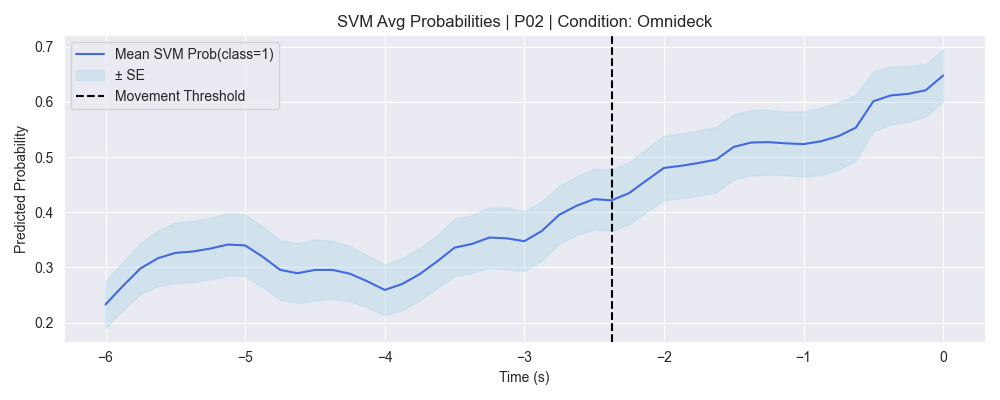 SVM Avg Probabilities | P02 | Condition: Omnideck
Mean SVM Prob(class=1)
± SE
Movement Threshold
Predicted Probability
0.7
0.6
0.5
0.4
0.3
0.2
−6
−5
−4
−3
−2
−1
0
Time (s)